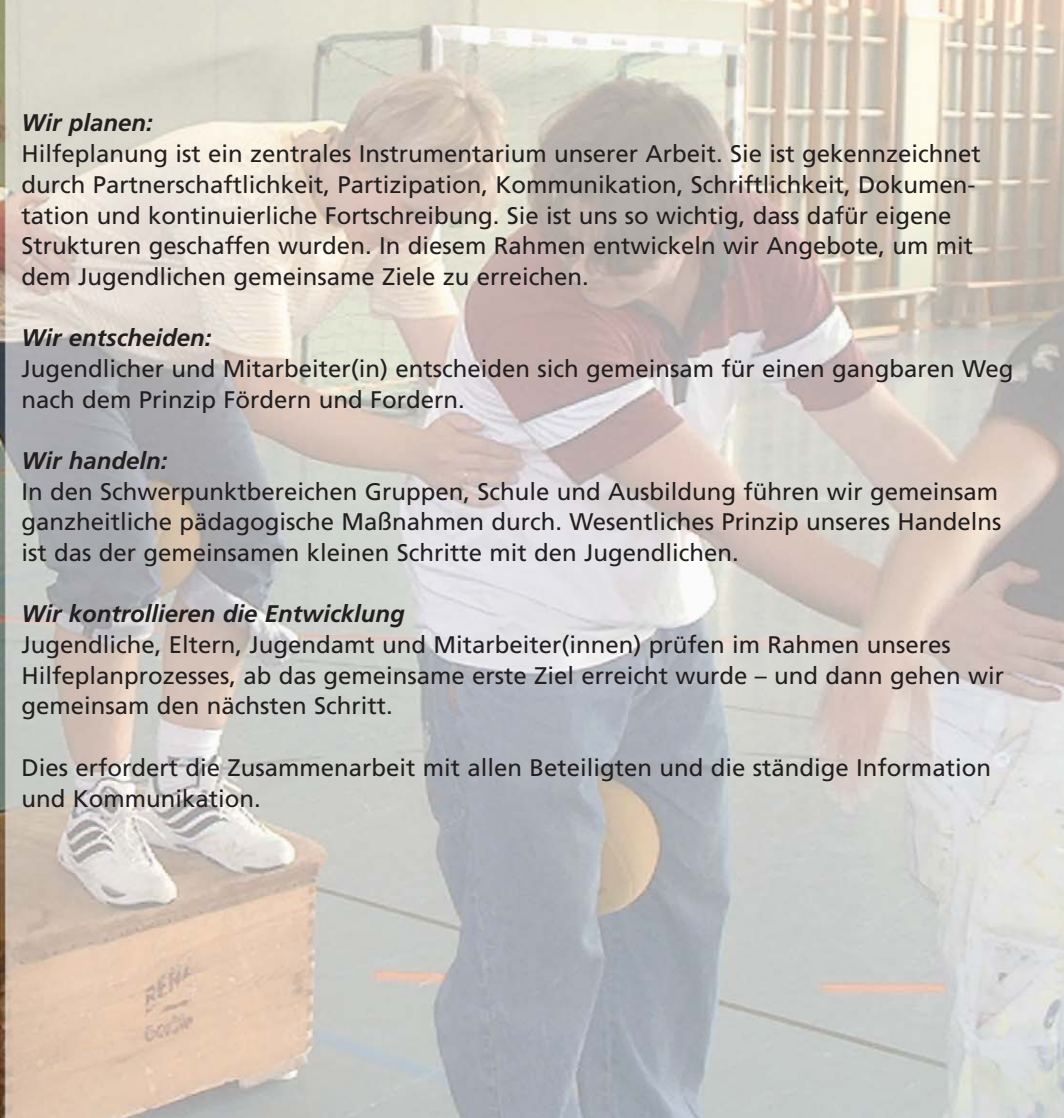 Wir planen:
Hilfeplanung ist ein zentrales Instrumentarium unserer Arbeit. Sie ist gekennzeichnet
durch Partnerschaftlichkeit, Partizipation, Kommunikation, Schriftlichkeit, Dokumen-
tation und kontinuierliche Fortschreibung. Sie ist uns so wichtig, dass dafür eigene
Strukturen geschaffen wurden. In diesem Rahmen entwickeln wir Angebote, um mit
dem Jugendlichen gemeinsame Ziele zu erreichen.
Wir entscheiden:
Jugendlicher und Mitarbeiter(in) entscheiden sich gemeinsam für einen gangbaren Weg
nach dem Prinzip Fördern und Fordern.
Wir handeln:
In den Schwerpunktbereichen Gruppen, Schule und Ausbildung führen wir gemeinsam
ganzheitliche pädagogische Maßnahmen durch. Wesentliches Prinzip unseres Handelns
ist das der gemeinsamen kleinen Schritte mit den Jugendlichen.
Wir kontrollieren die Entwicklung
Jugendliche, Eltern, Jugendamt und Mitarbeiter(innen) prüfen im Rahmen unseres
Hilfeplanprozesses, ab das gemeinsame erste Ziel erreicht wurde – und dann gehen wir
gemeinsam den nächsten Schritt.
Dies erfordert die Zusammenarbeit mit allen Beteiligten und die ständige Information
und Kommunikation.